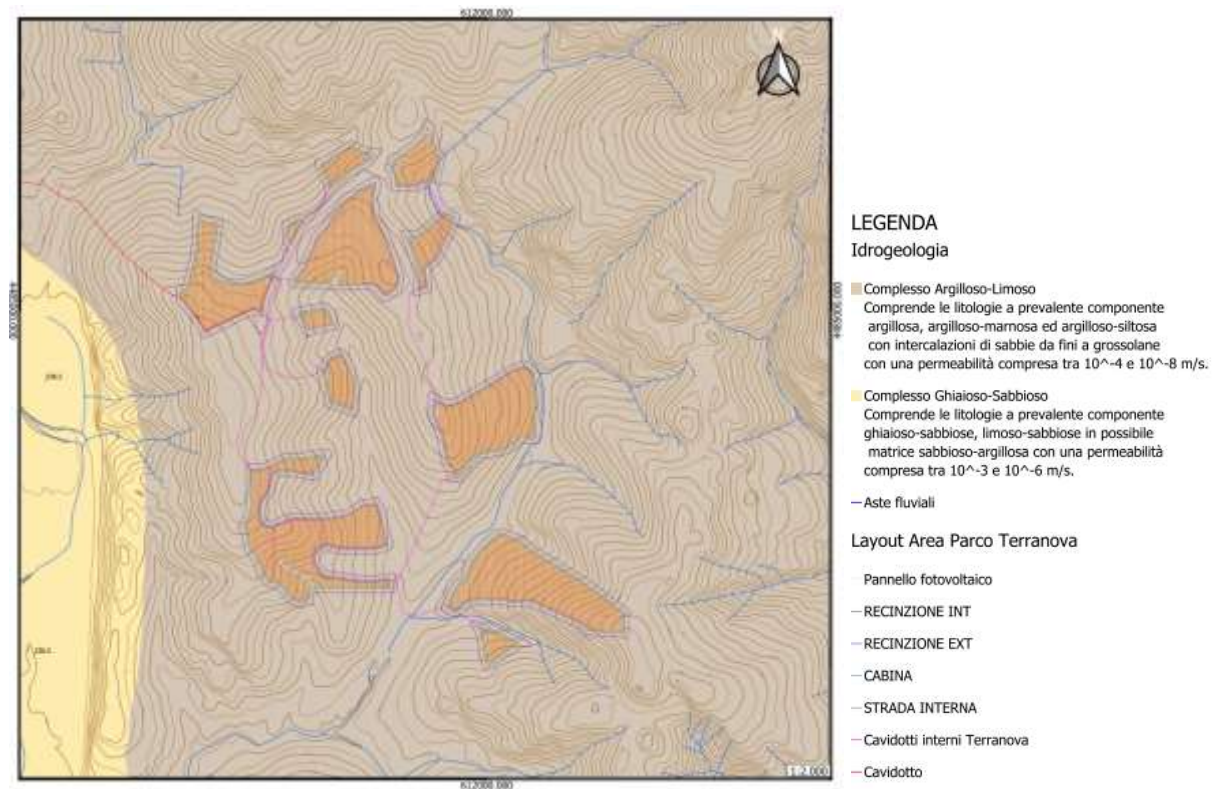 612000.000
LEGENDA
Idrogeologia
Complesso Argilloso-Limoso
Comprende le litologie a prevalente componente
argillosa, argilloso-marnosa ed argilloso-siltosa
con intercalazioni di sabbie da fini a grossolane
con una permeabilità compresa tra 10^-4 e 10^-8 m/s.
Complesso Ghiaioso-Sabbioso
Comprende le litologie a prevalente componente
ghiaioso-sabbiose, limoso-sabbiose in possibile
matrice sabbioso-argillosa con una permeabilità
compresa tra 10^-3 e 10^-6 m/s.
Aste fluviali
Layout Area Parco Terranova
Pannello fotovoltaico
RECINZIONE INT
RECINZIONE EXT
CABINA
STRADA INTERNA
Cavidotti interni Terranova
Cavidotto
612000.000